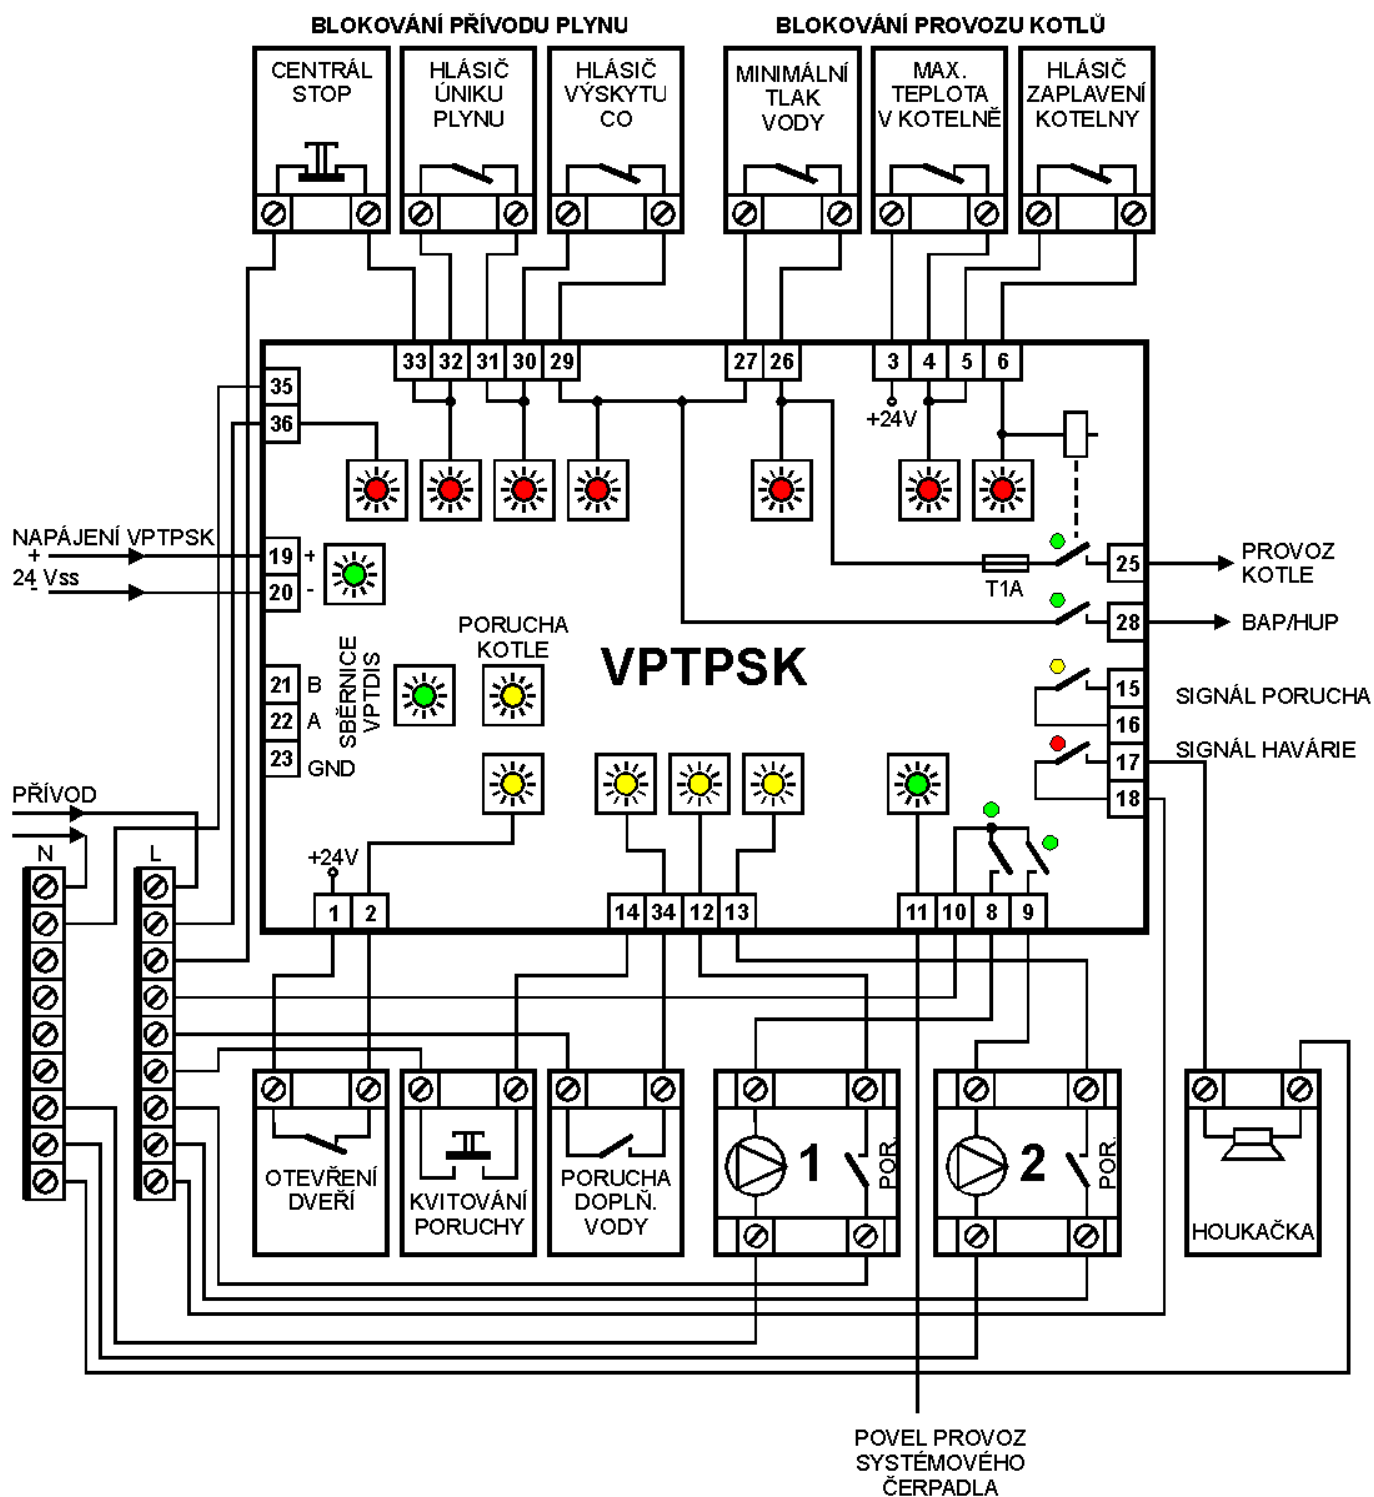 BLOKOVÁNÍ PŘÍVODU PLYNU
BLOKOVÁNÍ PROVOZU KOTLŮ
CENTRÁL
STOP
HLÁSIČ
ÚNIKU
PLYNU
HLÁSIČ
VÝSKYTU
CO
MINIMÁLNÍ
TLAK
VODY
MAX.
TEPLOTA
V KOTELNĚ
HLÁSIČ
ZAPLAVENÍ
KOTELNY
33 32 31 30 29
27 26
3 4 5 6
+24V
35
36
NAPÁJENÍ VPTPSK
+
24 Vss
-
19 +
20 -
T1A
25
PROVOZ
KOTLE
28
BAP/HUP
PORUCHA
KOTLE
VPTPSK
SBĚRNICE
VPTDIS
21 B
22 A
23 GND
15
16
SIGNÁL PORUCHA
17
18
SIGNÁL HAVÁRIE
PŘÍVOD
N
L
+24V
1 2
14 34 12 13
11 10 8 9
OTEVŘENÍ
DVEŘÍ
KVITOVÁNÍ
PORUCHY
PORUCHA
DOPLŇ.
VODY
1
POR.
2
POR.
HOUKAČKA
POVEL PROVOZ
SYSTÉMOVÉHO
ČERPADLA